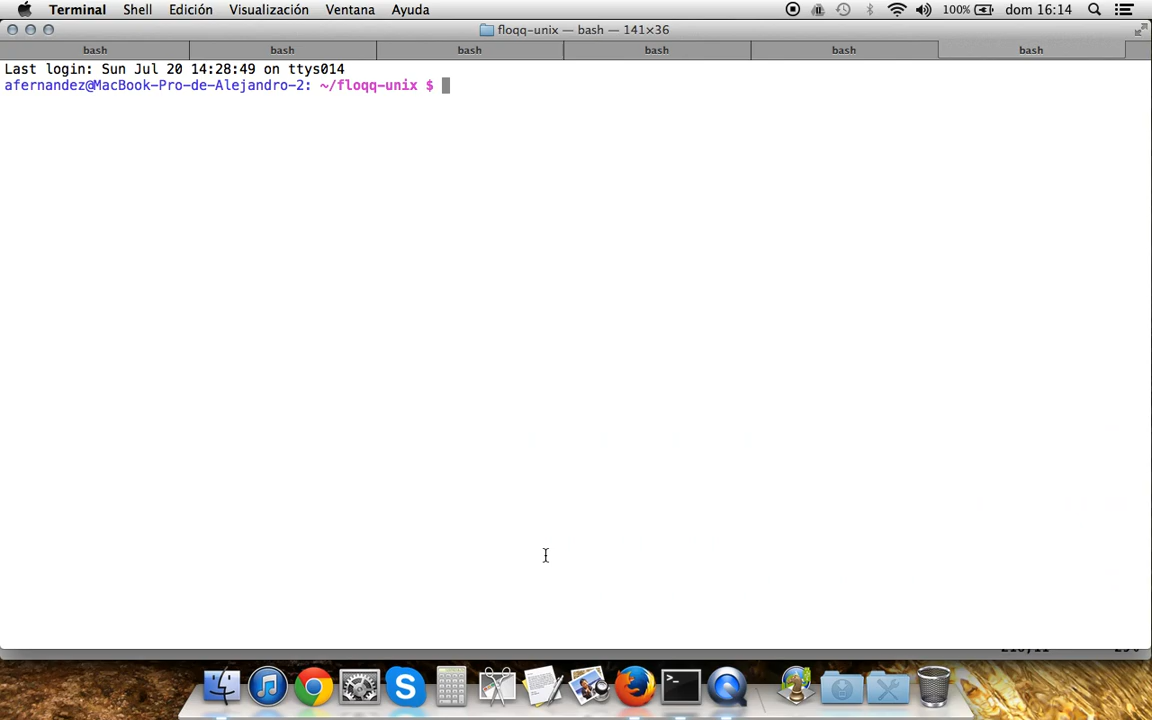 Terminal Shell Edición Visualización Ventana Ayuda 100% dom 16:14
floqq-unix — bash — 141×36
bash bash bash bash bash bash
Last login: Sun Jul 20 14:28:49 on ttys014
afernandez@MacBook-Pro-de-Alejandro-2: ~/floqq-unix $